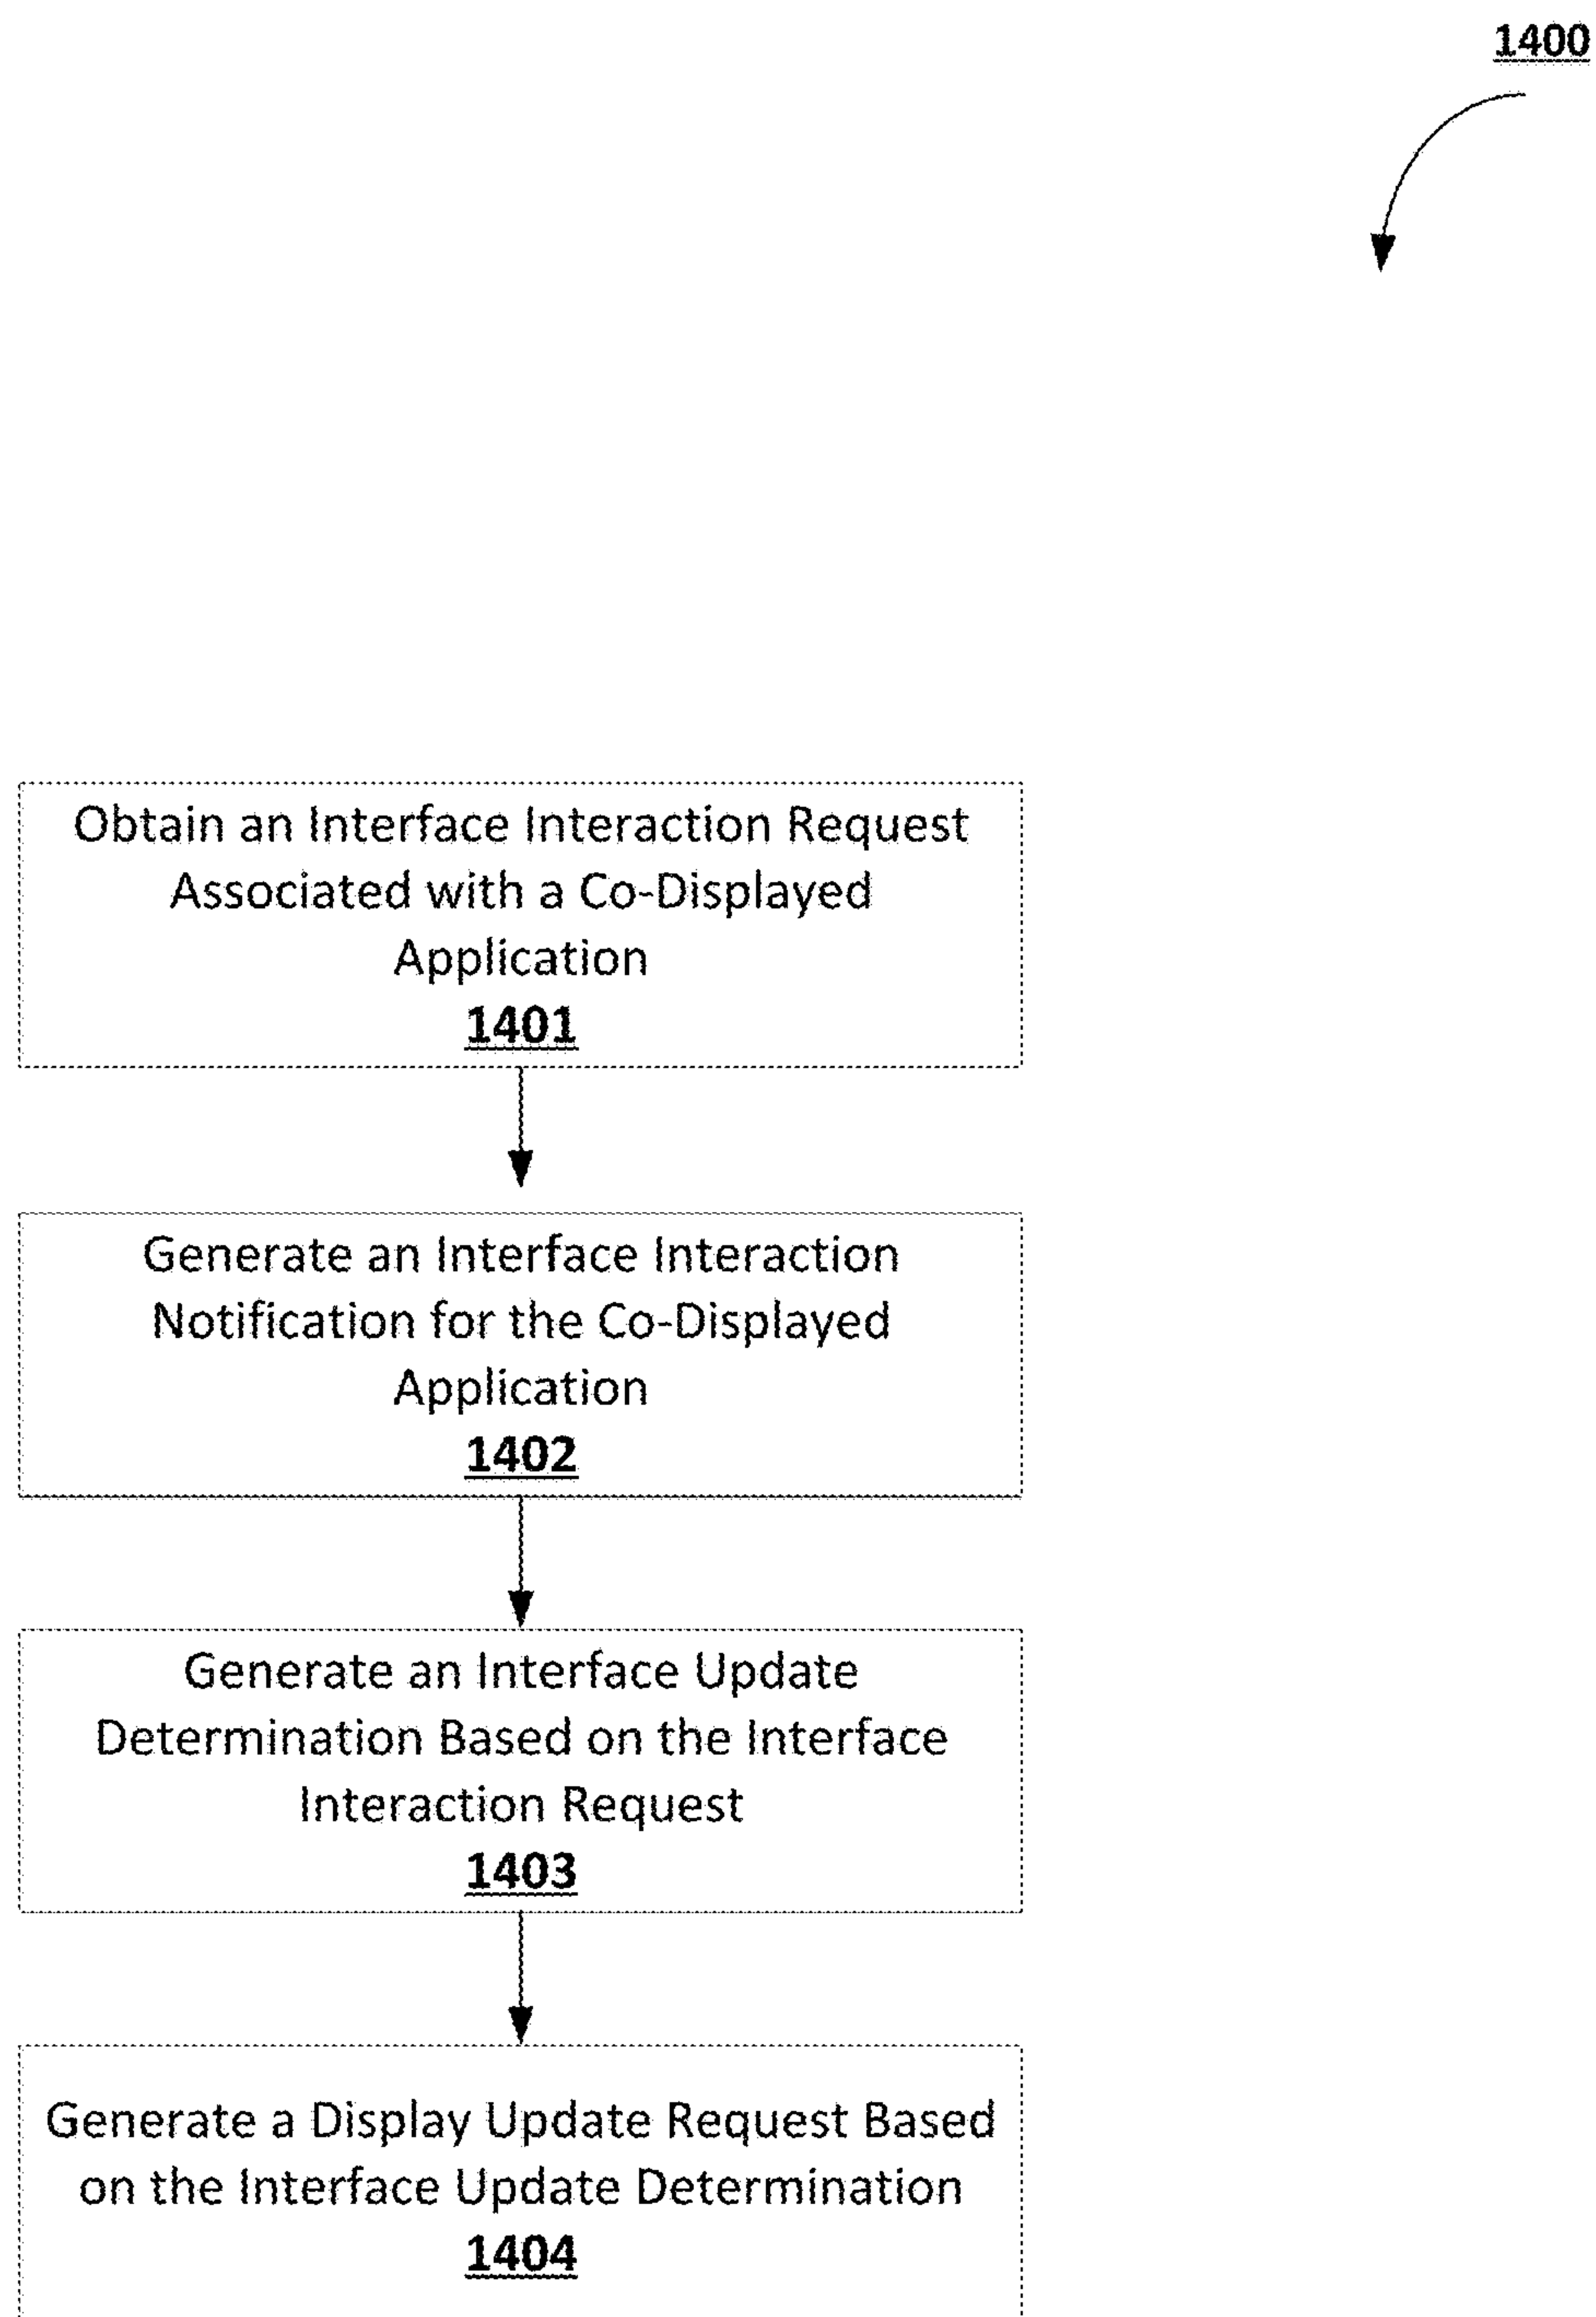 1400
Obtain an Interface Interaction Request
Associated with a Co-Displayed
Application
1401
Generate an Interface Interaction
Notification for the Co-Displayed
Application
1402
Generate an Interface Update
Determination Based on the Interface
Interaction Request
1403
Generate a Display Update Request Based
on the Interface Update Determination
1404